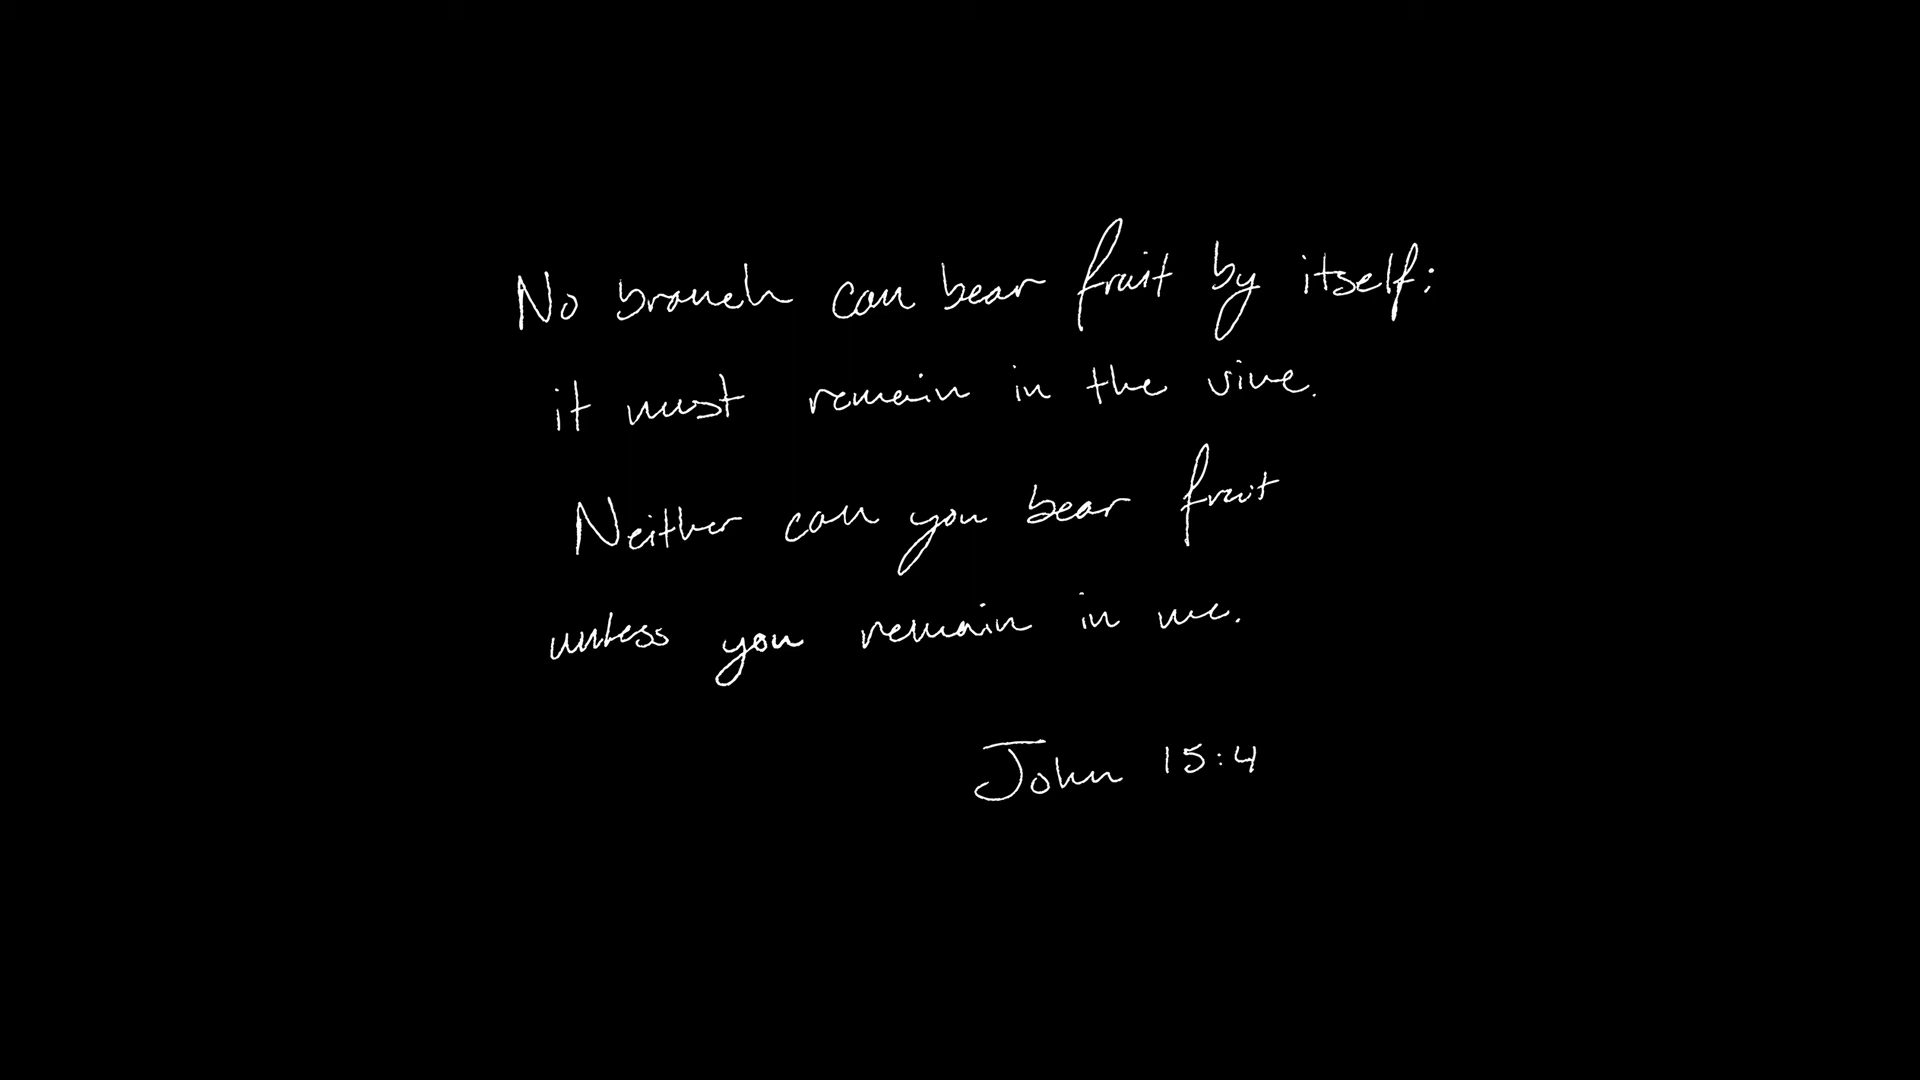 No branch can bear fruit by itself;
it must remain in the vine.
Neither can you bear fruit
unless you remain in me.
John 15:4